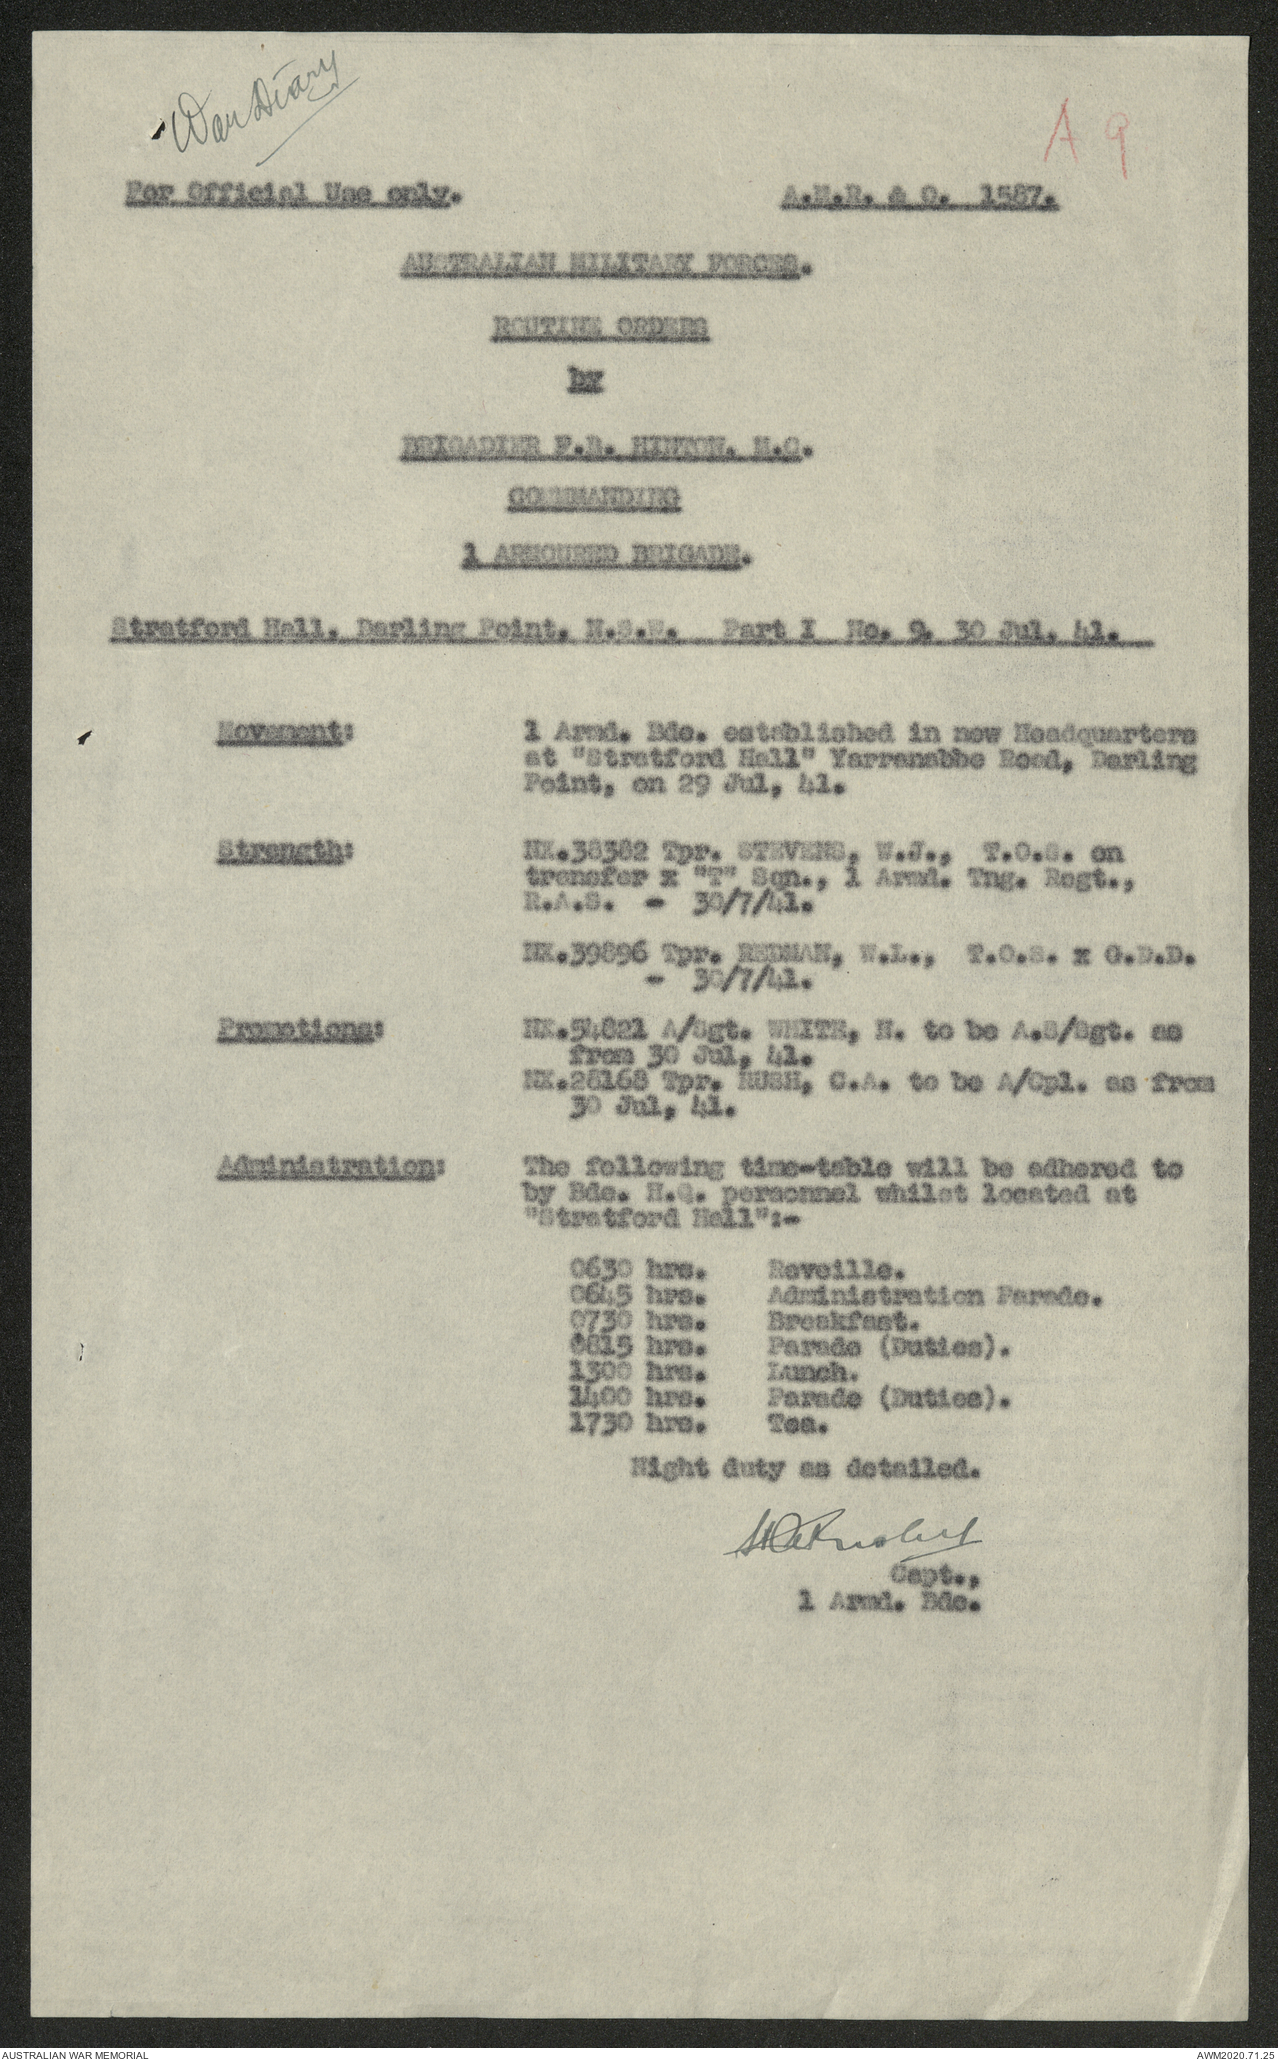 War Diary
A 9
For Official Use only. A.M.R. & O. 1587.
AUSTRALIAN MILITARY FORCES.
ROUTINE ORDERS
by
BRIGADIER F.B. HINTON, M.C.
COMMANDING
1 ARMOURED BRIGADE.
Stratford Hall, Darling Point, N.S.W. Part I No. 9, 30 Jul, 41.
Movement: 1 Armd. Bde. established in new Headquarters
at "Stratford Hall" Yarranabbe Road, Darling
Point, on 29 Jul, 41.
Strength: NX.38382 Tpr. STEVENS, W.J., T.O.S. on
transfer x "T" Sqn., 1 Armd. Tng. Regt.,
R.A.S. - 30/7/41.
NX.39896 Tpr. REDMAN, W.L., T.O.S. x G.D.D.
- 30/7/41.
Promotions: NX.54821 A/Sgt. WHITE, N. to be A.S/Sgt. as
from 30 Jul, 41.
NX.28168 Tpr. RUSH, C.A. to be A/Cpl. as from
30 Jul, 41.
Administration: The following time-table will be adhered to
by Bde. H.Q. personnel whilst located at
"Stratford Hall":-
0630 hrs. Reveille.
0645 hrs. Administration Parade.
0730 hrs. Breakfast.
0815 hrs. Parade (Duties).
1300 hrs. Lunch.
1400 hrs. Parade (Duties).
1730 hrs. Tea.
Night duty as detailed.
Capt.,
1 Armd. Bde.
AUSTRALIAN WAR MEMORIAL AWM2020.71.25